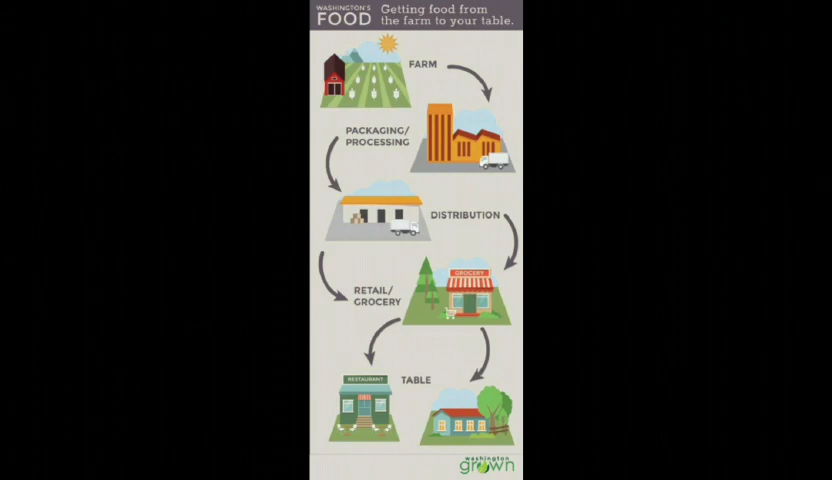 WASHINGTON'S
FOOD
Getting food from
the farm to your table.
FARM
PACKAGING/
PROCESSING
DISTRIBUTION
GROCERY
RETAIL/
GROCERY
RESTAURANT
TABLE
washington
grown